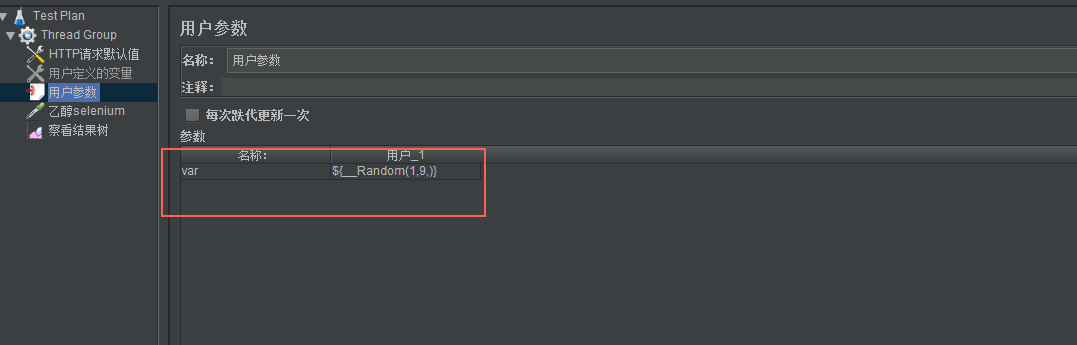 Test Plan
Thread Group
HTTP请求默认值
用户定义的变量
用户参数
乙醇selenium
察看结果树
用户参数
名称： 用户参数
注释：
每次跌代更新一次
参数
名称： 用户_1
var ${__Random(1,9,)}